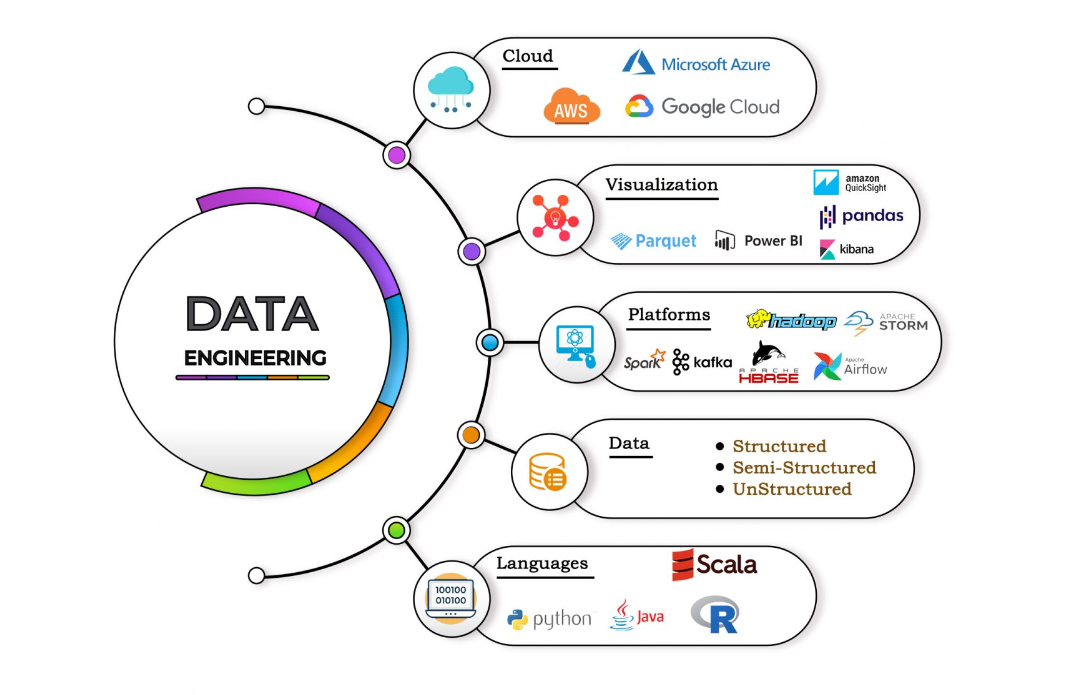 DATA
ENGINEERING
Cloud
Microsoft Azure
AWS
Google Cloud
Visualization
amazon
QuickSight
pandas
Parquet
Power BI
kibana
Platforms
hadoop
APACHE
STORM
Spark
kafka
APACHE
HBASE
Apache
Airflow
Data
Structured
Semi-Structured
UnStructured
Languages
Scala
100100
010100
python
Java
R